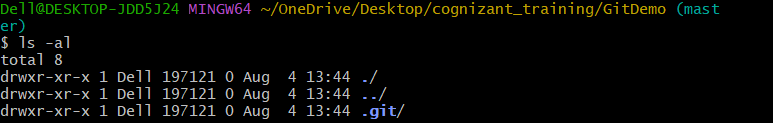 Dell@DESKTOP-JDD5J24 MINGW64 ~/OneDrive/Desktop/cognizant_training/GitDemo (mast
er)
$ ls -al
total 8
drwxr-xr-x 1 Dell 197121 0 Aug  4 13:44 ./
drwxr-xr-x 1 Dell 197121 0 Aug  4 13:44 ../
drwxr-xr-x 1 Dell 197121 0 Aug  4 13:44 .git/